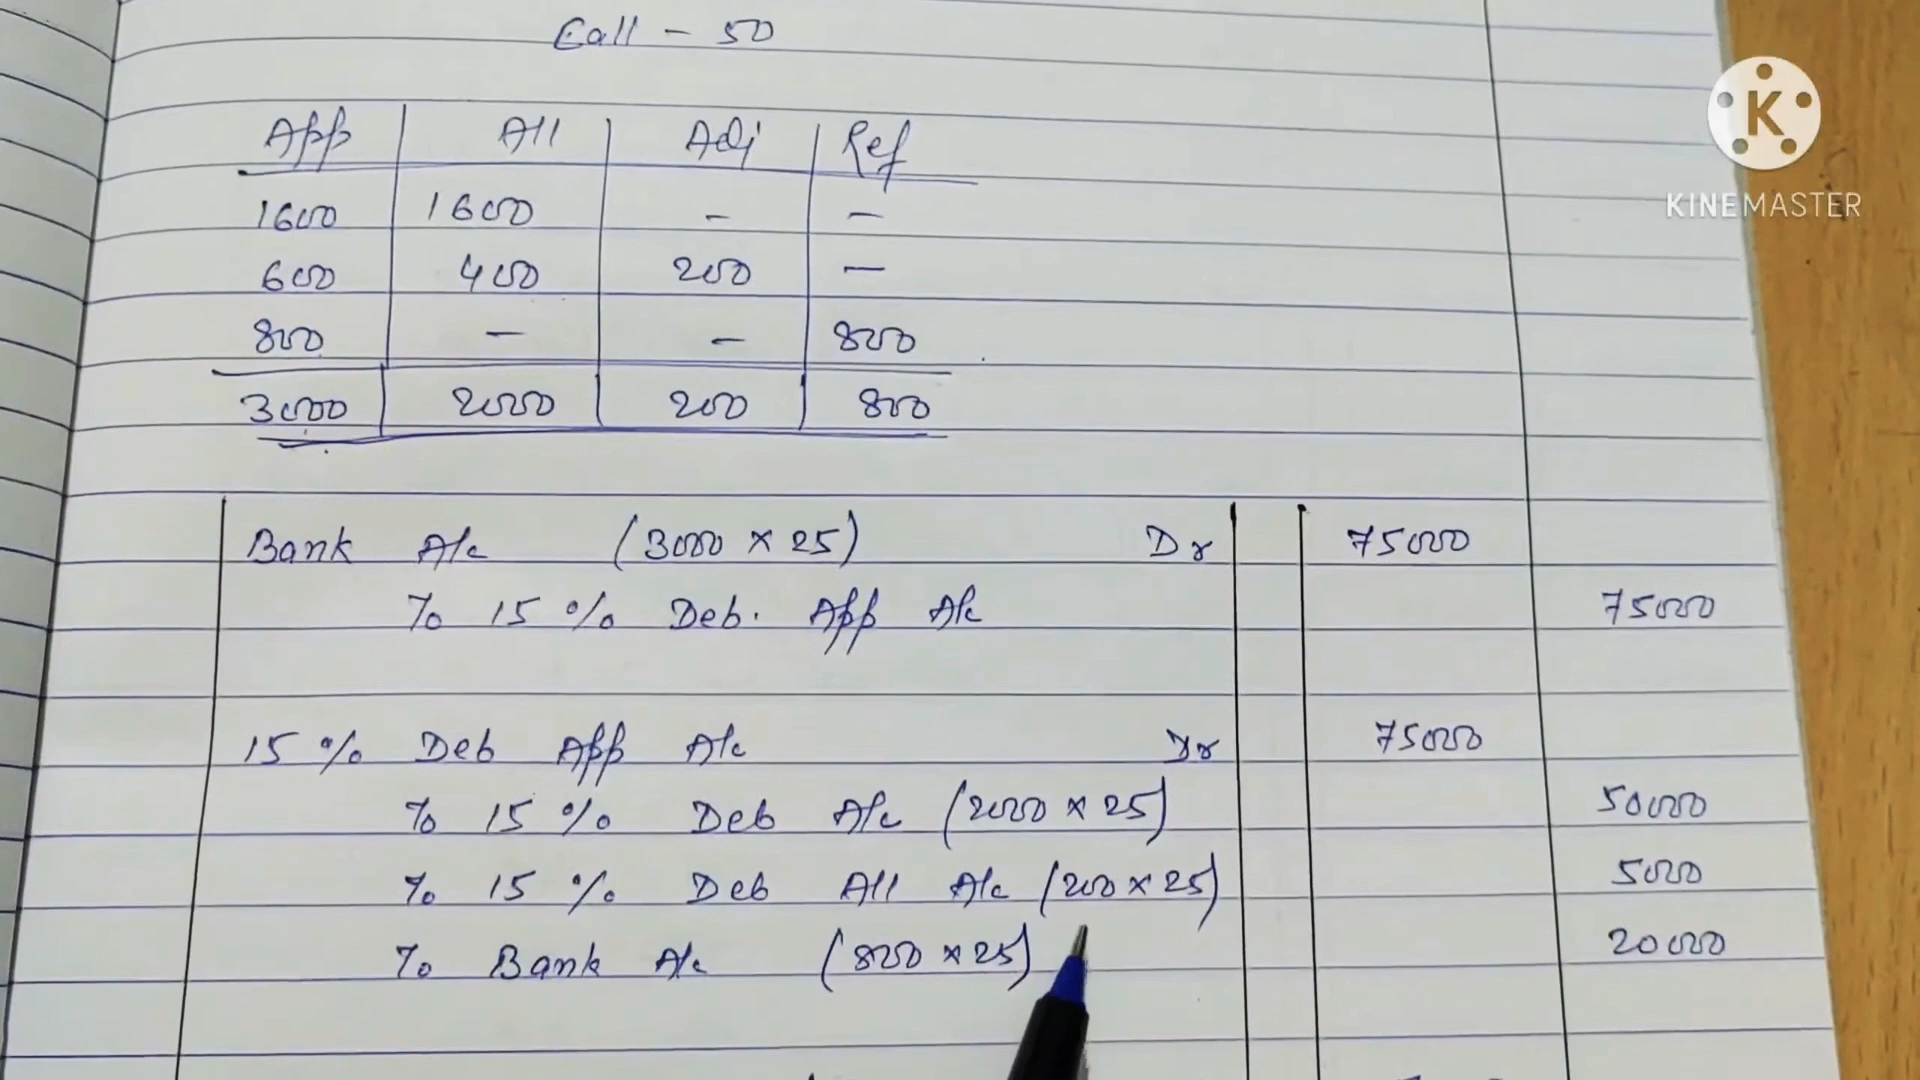 Call - 50
K
KINEMASTER
App All Adj Ref
1600 1600 - -
600 400 200 -
800 - - 800
3000 2000 200 800
Bank A/c (3000 × 25) Dr 75000
To 15 % Deb. App A/c 75000
15 % Deb App A/c Dr 75000
To 15 % Deb A/c (2000 × 25) 50000
To 15 % Deb All A/c (200 × 25) 5000
To Bank A/c (800 × 25) 20000